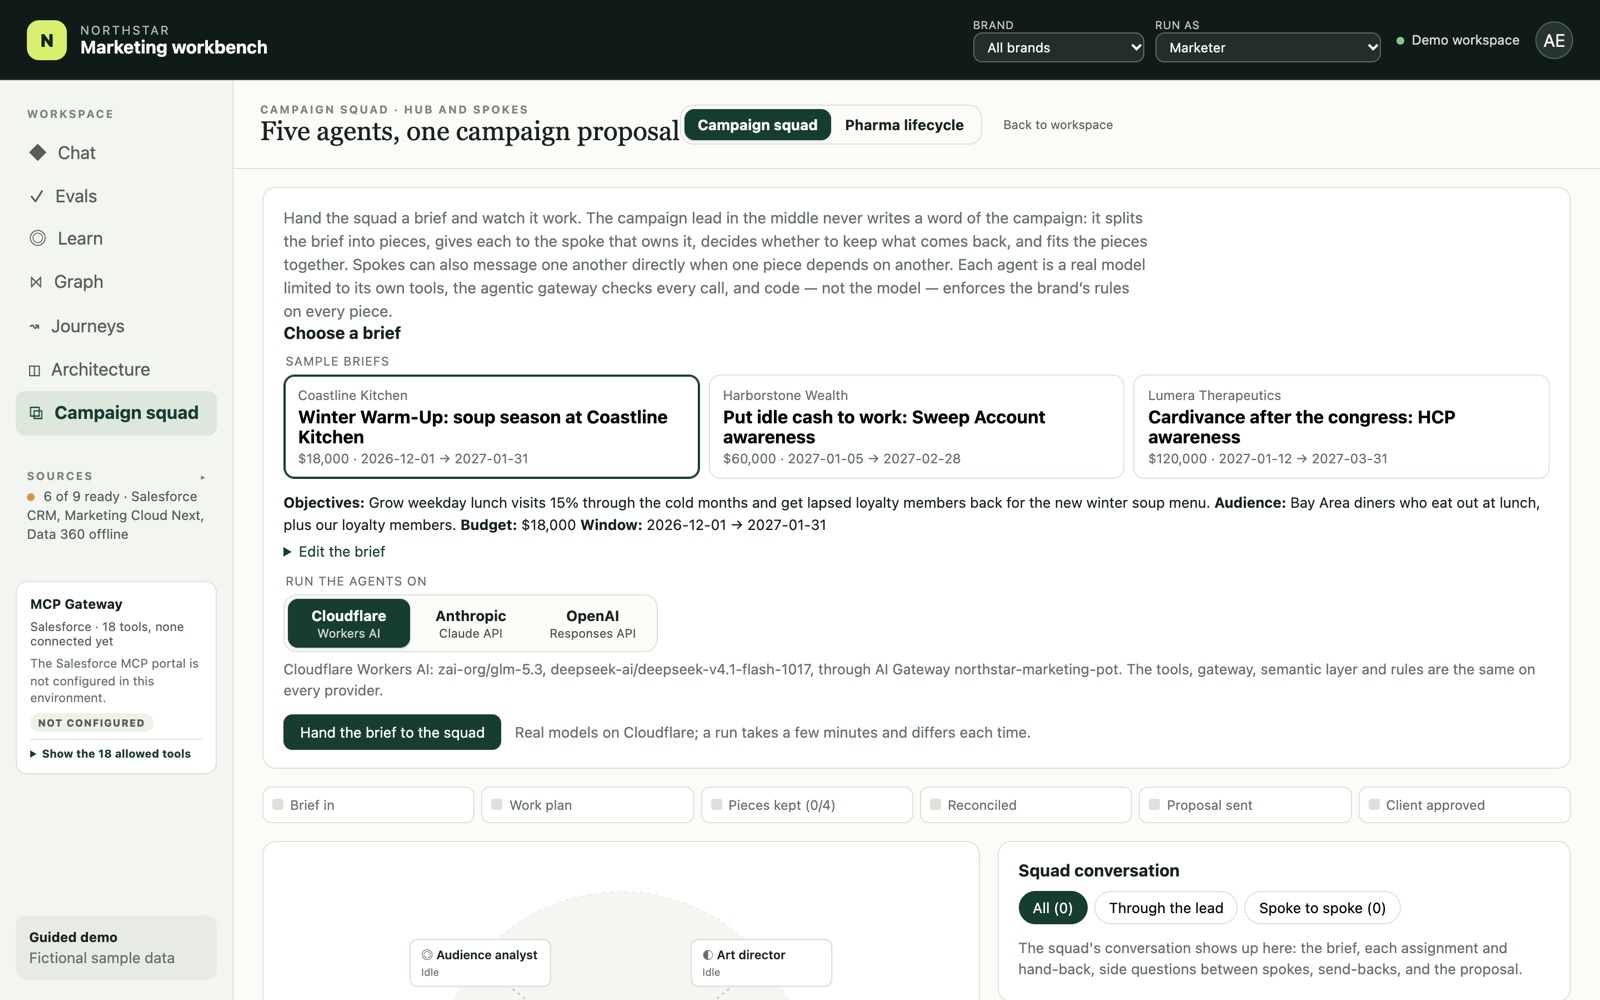 N
NORTHSTAR
Marketing workbench
BRAND
All brands
RUN AS
Marketer
Demo workspace
AE
WORKSPACE
Chat
Evals
Learn
Graph
Journeys
Architecture
Campaign squad
SOURCES
6 of 9 ready · Salesforce
CRM, Marketing Cloud Next,
Data 360 offline
MCP Gateway
Salesforce · 18 tools, none
connected yet
The Salesforce MCP portal is
not configured in this
environment.
NOT CONFIGURED
Show the 18 allowed tools
Guided demo
Fictional sample data
CAMPAIGN SQUAD · HUB AND SPOKES
Five agents, one campaign proposal
Campaign squad
Pharma lifecycle
Back to workspace
Hand the squad a brief and watch it work. The campaign lead in the middle never writes a word of the campaign: it splits
the brief into pieces, gives each to the spoke that owns it, decides whether to keep what comes back, and fits the pieces
together. Spokes can also message one another directly when one piece depends on another. Each agent is a real model
limited to its own tools, the agentic gateway checks every call, and code — not the model — enforces the brand's rules
on every piece.
Choose a brief
SAMPLE BRIEFS
Coastline Kitchen
Winter Warm-Up: soup season at Coastline
Kitchen
$18,000 · 2026-12-01 → 2027-01-31
Harborstone Wealth
Put idle cash to work: Sweep Account
awareness
$60,000 · 2027-01-05 → 2027-02-28
Lumera Therapeutics
Cardivance after the congress: HCP
awareness
$120,000 · 2027-01-12 → 2027-03-31
Objectives: Grow weekday lunch visits 15% through the cold months and get lapsed loyalty members back for the new winter soup menu. Audience: Bay Area diners who eat out at lunch,
plus our loyalty members. Budget: $18,000 Window: 2026-12-01 → 2027-01-31
Edit the brief
RUN THE AGENTS ON
Cloudflare
Workers AI
Anthropic
Claude API
OpenAI
Responses API
Cloudflare Workers AI: zai-org/glm-5.3, deepseek-ai/deepseek-v4.1-flash-1017, through AI Gateway northstar-marketing-pot. The tools, gateway, semantic layer and rules are the same on
every provider.
Hand the brief to the squad
Real models on Cloudflare; a run takes a few minutes and differs each time.
Brief in
Work plan
Pieces kept (0/4)
Reconciled
Proposal sent
Client approved
Audience analyst
Idle
Art director
Idle
Squad conversation
All (0)
Through the lead
Spoke to spoke (0)
The squad's conversation shows up here: the brief, each assignment and
hand-back, side questions between spokes, send-backs, and the proposal.